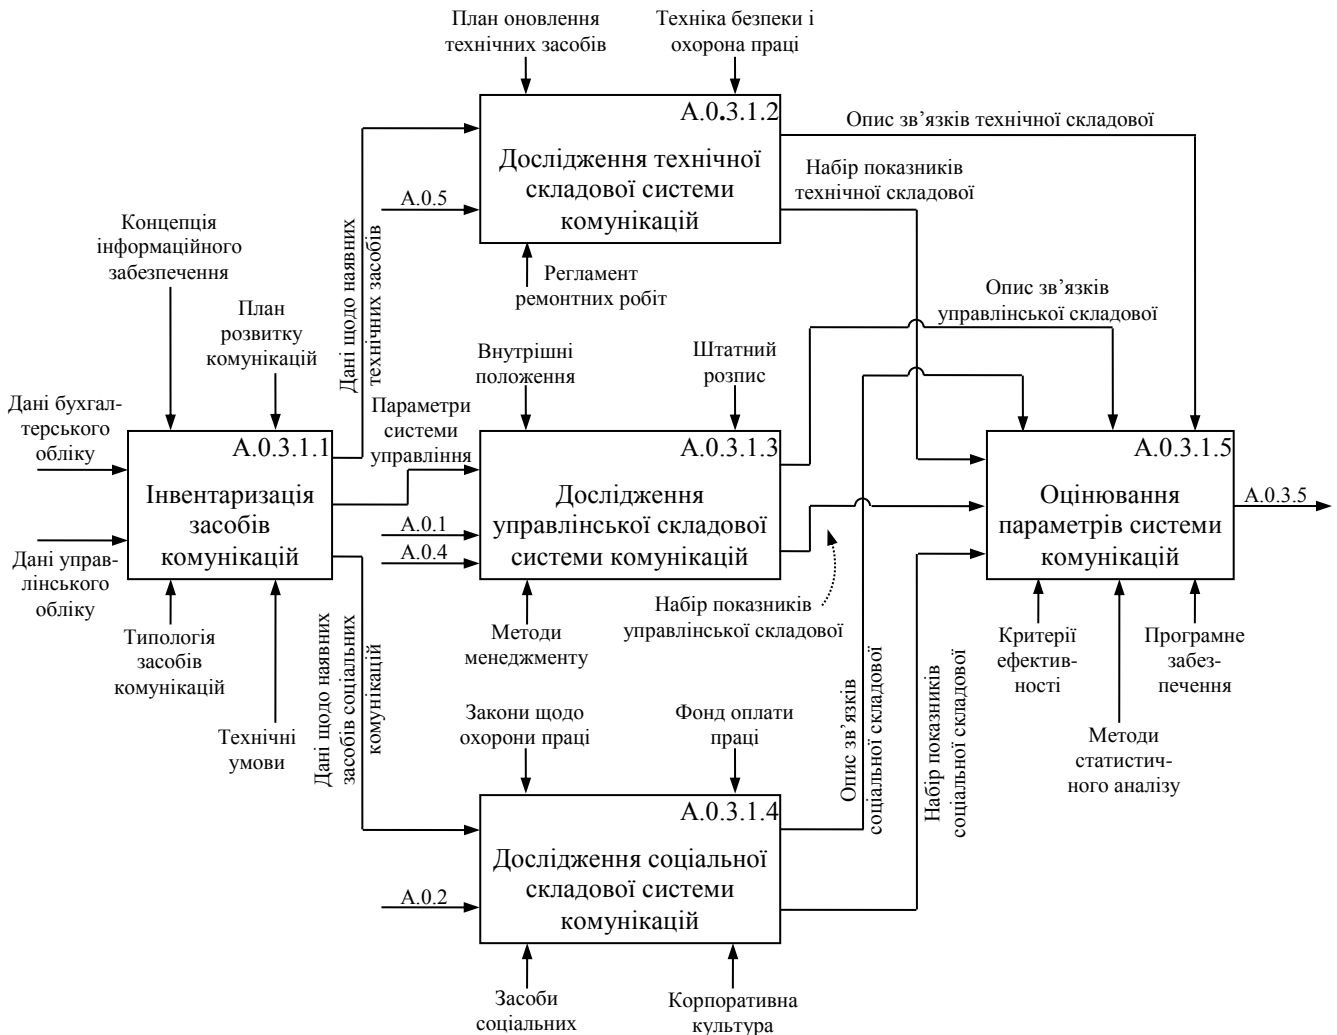 План оновлення
технічних засобів
Техніка безпеки і
охорона праці
А.0.3.1.2
Дослідження технічної
складової системи
комунікацій
Опис зв’язків технічної складової
Набір показників
технічної складової
А.0.5
Концепція
інформаційного
забезпечення
План
розвитку
комунікацій
Дані щодо наявних
технічних засобів
Регламент
ремонтних робіт
Опис зв’язків
управлінської складової
Внутрішні
положення
Штатний
розпис
Дані бухгал-
терського
обліку
Параметри
системи
управління
А.0.3.1.1
Інвентаризація
засобів
комунікацій
А.0.3.1.3
Дослідження
управлінської складової
системи комунікацій
А.0.3.1.5
Оцінювання
параметрів системи
комунікацій
А.0.3.5
А.0.1
А.0.4
Дані управ-
лінського
обліку
Типологія
засобів
комунікацій
Технічні
умови
Дані щодо наявних
засобів соціальних
комунікацій
Методи
менеджменту
Набір показників
управлінської складової
Критерії
ефектив-
ності
Програмне
забез-
печення
Методи
статистич-
ного аналізу
Опис зв’язків
соціальної складової
Набір показників
соціальної складової
Закони щодо
охорони праці
Фонд оплати
праці
А.0.3.1.4
Дослідження соціальної
складової системи
комунікацій
А.0.2
Засоби
соціальних
Корпоративна
культура